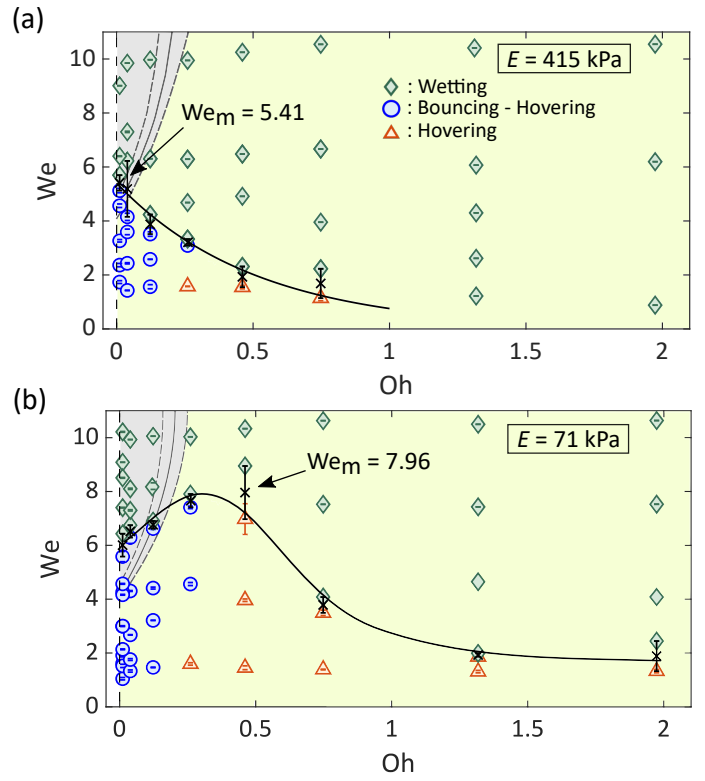 (a)
E = 415 kPa
: Wetting
: Bouncing - Hovering
: Hovering
We_m = 5.41
We
10
8
6
4
2
0
0
0.5
1
1.5
2
Oh
(b)
E = 71 kPa
We_m = 7.96
We
10
8
6
4
2
0
0
0.5
1
1.5
2
Oh